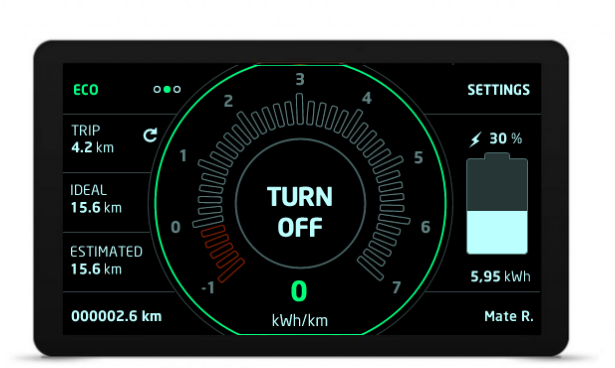 ECO
SETTINGS
TRIP
4.2 km
IDEAL
15.6 km
ESTIMATED
15.6 km
000002.6 km
-1
0
1
2
3
4
5
6
7
TURN
OFF
0
kWh/km
30 %
5,95 kWh
Mate R.